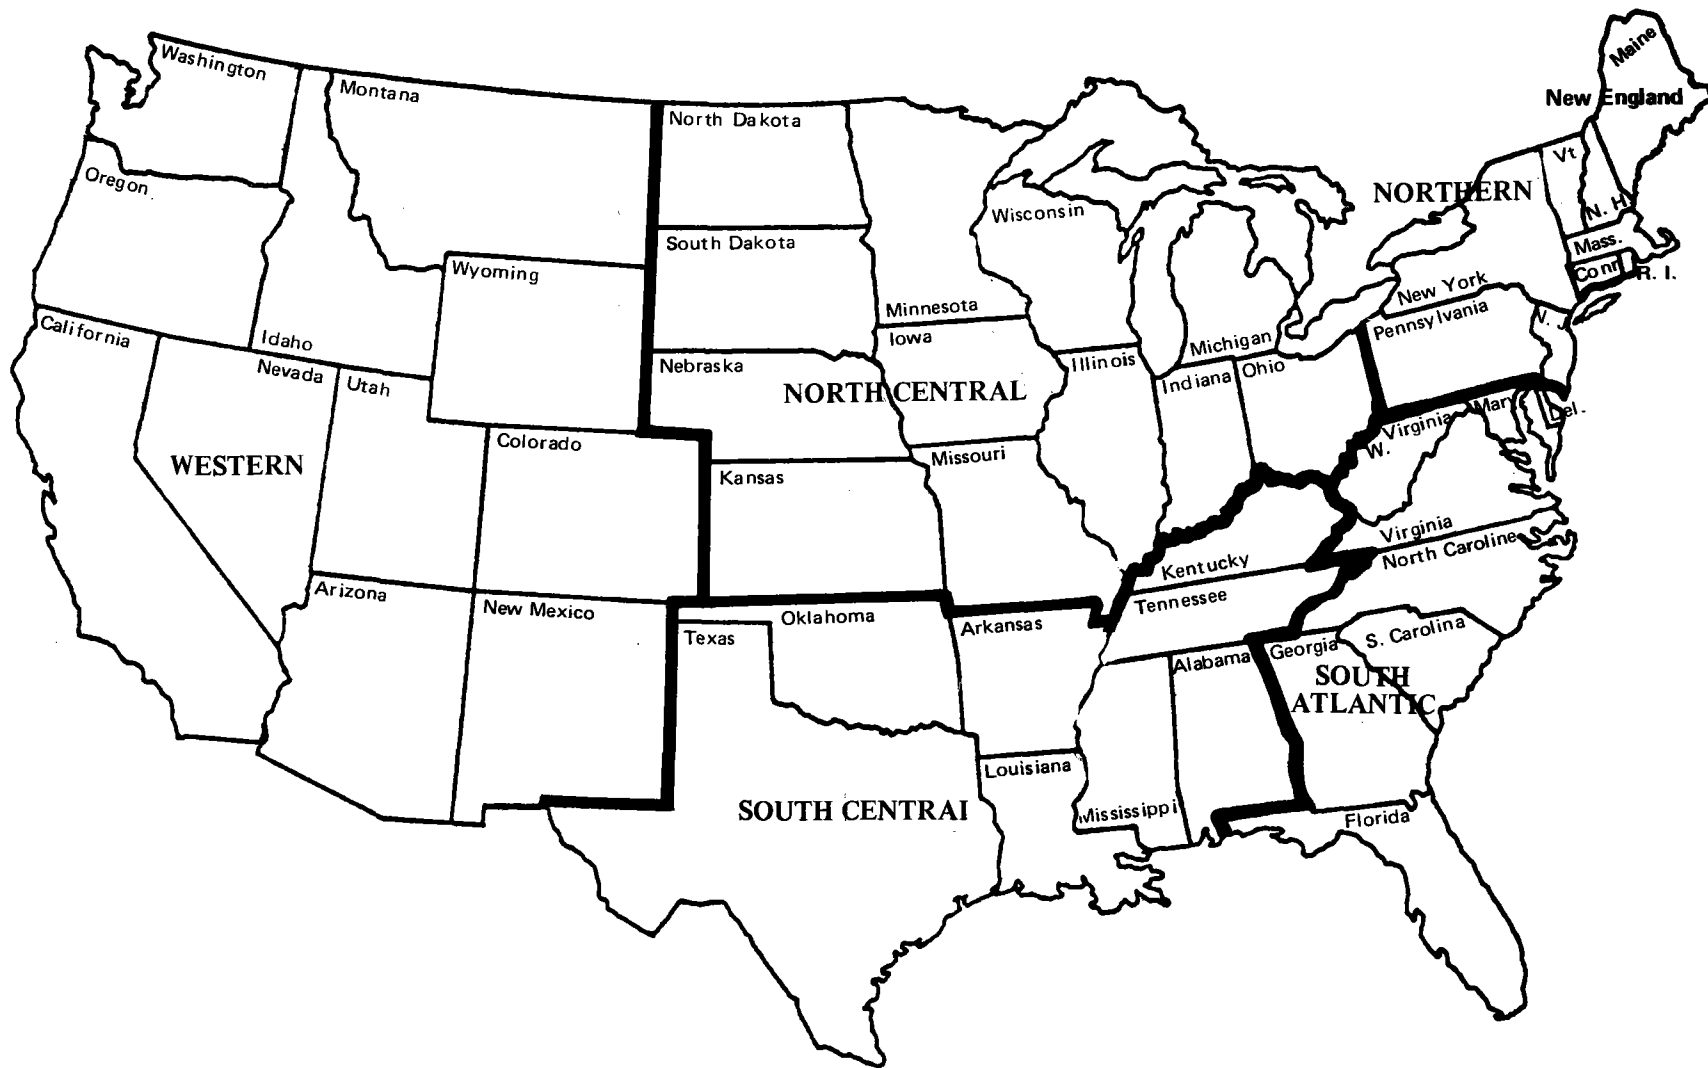 Washington
Montana
North Dakota
Maine
New England
Oregon
Vt
NORTHERN
Wisconsin
N. H.
South Dakota
Mass.
Wyoming
Conn
R. I.
New York
Minnesota
Pennsylvania
N. J.
California
Idaho
Iowa
Michigan
Nevada
Utah
Nebraska
Illinois
Indiana
Ohio
NORTH CENTRAL
Mary
Del.
W.
Virginia
Colorado
WESTERN
Missouri
Kansas
Virginia
North Caroline
Kentucky
Arizona
New Mexico
Oklahoma
Tennessee
Texas
Arkansas
S. Carolina
Georgia
Alabama
SOUTH
ATLANTIC
Louisiana
SOUTH CENTRAI
Mississippi
Florida